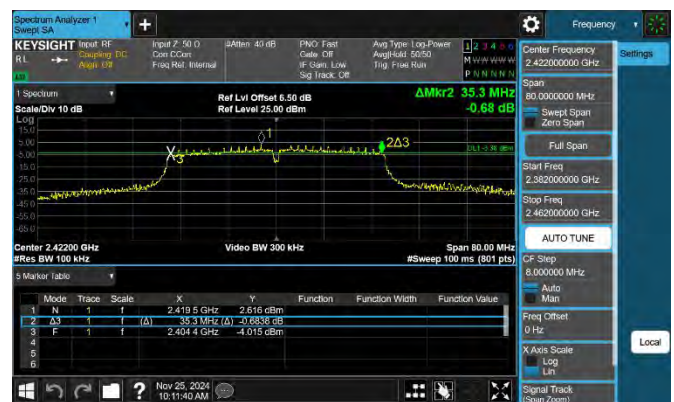 Spectrum Analyzer 1
Swept SA
+
Frequency
KEYSIGHT
Input: RF
Coupling: DC
Align: Off
Input Z: 50 Ω
Corr CCorr
Freq Ref: Internal
#Atten: 40 dB
PNO: Fast
Gate: Off
IF Gain: Low
Sig Track: Off
Avg Type: Log-Power
Avg|Hold: 50/50
Trig: Free Run
1 2 3 4 5 6
M W W W W W
P N N N N N
RL
1 Spectrum
Scale/Div 10 dB
Ref Lvl Offset 6.50 dB
Ref Level 25.00 dBm
ΔMkr2 35.3 MHz
-0.68 dB
Log
15.0
5.00
-5.00
-15.0
-25.0
-35.0
-45.0
-55.0
-65.0
1
2Δ3
X3
Center 2.42200 GHz
#Res BW 100 kHz
Video BW 300 kHz
Span 80.00 MHz
#Sweep 100 ms (801 pts)
5 Marker Table
Mode Trace Scale X Y Function Function Width Function Value
1 N 1 f 2.419 5 GHz 2.616 dBm
2 Δ3 1 f (Δ) 35.3 MHz (Δ) -0.6838 dB
3 F 1 f 2.404 4 GHz -4.015 dBm
4
5
6
Center Frequency
2.422000000 GHz
Settings
Span
80.0000000 MHz
Swept Span
Zero Span
Full Span
Start Freq
2.382000000 GHz
Stop Freq
2.462000000 GHz
AUTO TUNE
CF Step
8.000000 MHz
Auto
Man
Freq Offset
0 Hz
X Axis Scale
Log
Lin
Local
Signal Track
(Span Zoom)
?
Nov 25, 2024
10:11:40 AM